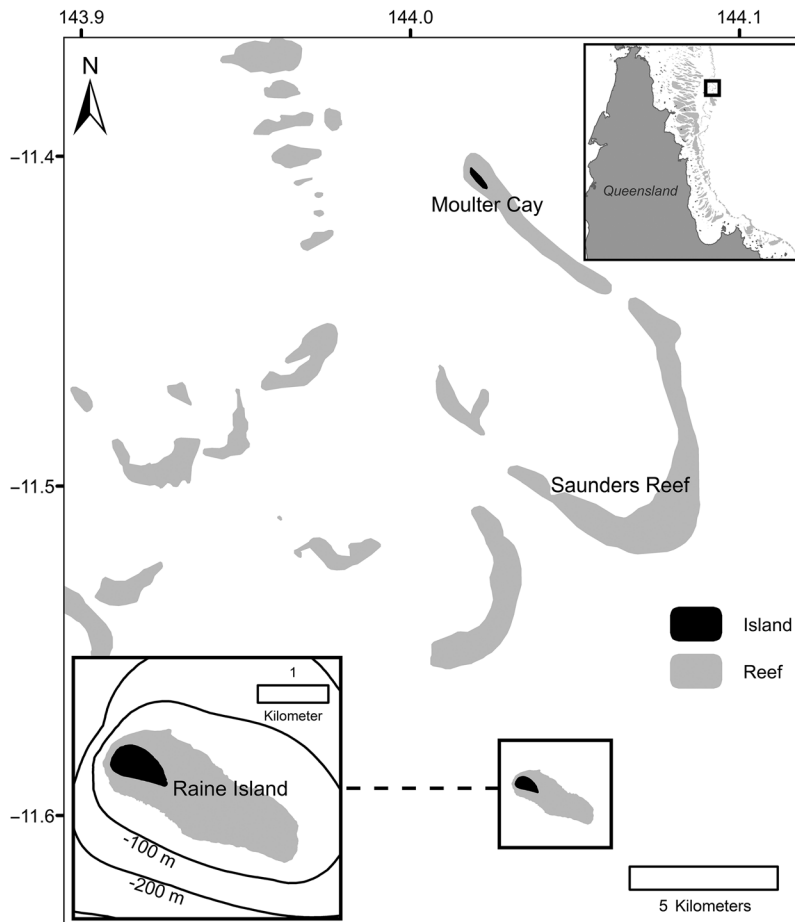 143.9
144.0
144.1
N
−11.4
Moulter Cay
Queensland
−11.5
Saunders Reef
Island
Reef
1
Kilometer
Raine Island
-100 m
-200 m
−11.6
5 Kilometers